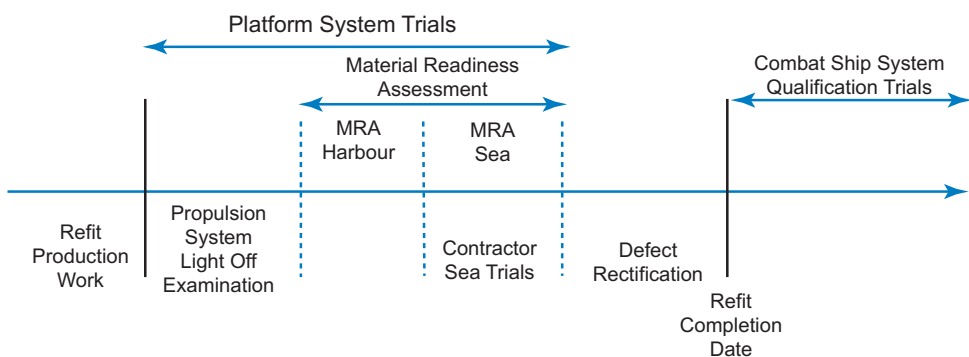 Platform System Trials
Material Readiness
Assessment
Combat Ship System
Qualification Trials
MRA
Harbour
MRA
Sea
Refit
Production
Work
Propulsion
System
Light Off
Examination
Contractor
Sea Trials
Defect
Rectification
Refit
Completion
Date